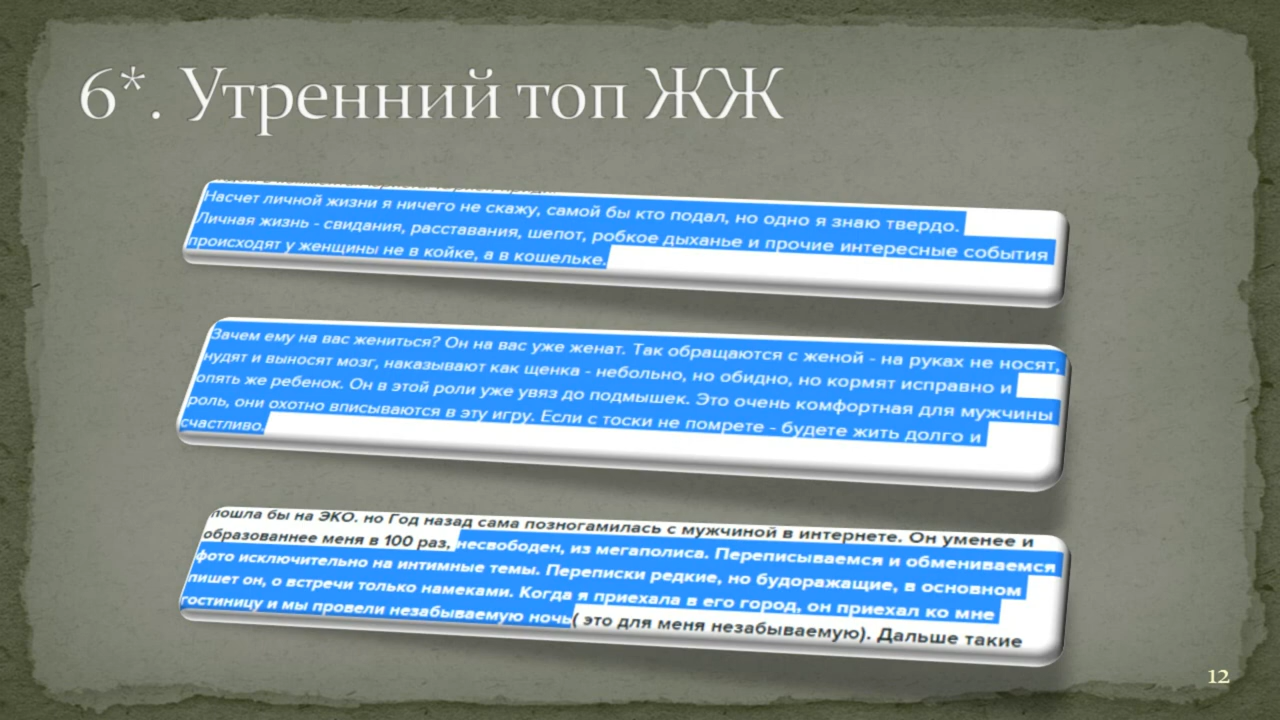 6*. Утренний топ ЖЖ
Насчет личной жизни я ничего не скажу, самой бы кто подал, но одно я знаю твердо.
Личная жизнь - свидания, расставания, шепот, робкое дыханье и прочие интересные события
происходят у женщины не в койке, а в кошельке.
Зачем ему на вас жениться? Он на вас уже женат. Так обращаются с женой - на руках не носят,
нудят и выносят мозг, наказывают как щенка - небольно, но обидно, но кормят исправно и
опять же ребенок. Он в этой роли уже увяз до подмышек. Это очень комфортная для мужчины
роль, они охотно вписываются в эту игру. Если с тоски не помрете - будете жить долго и
счастливо.
пошла бы на ЭКО. но Год назад сама позногамилась с мужчиной в интернете. Он уменее и
образованнее меня в 100 раз, несвободен, из мегаполиса. Переписываемся и обмениваемся
фото исключительно на интимные темы. Переписки редкие, но будоражащие, в основном
пишет он, о встречи только намеками. Когда я приехала в его город, он приехал ко мне
гостиницу и мы провели незабываемую ночь( это для меня незабываемую). Дальше такие
12